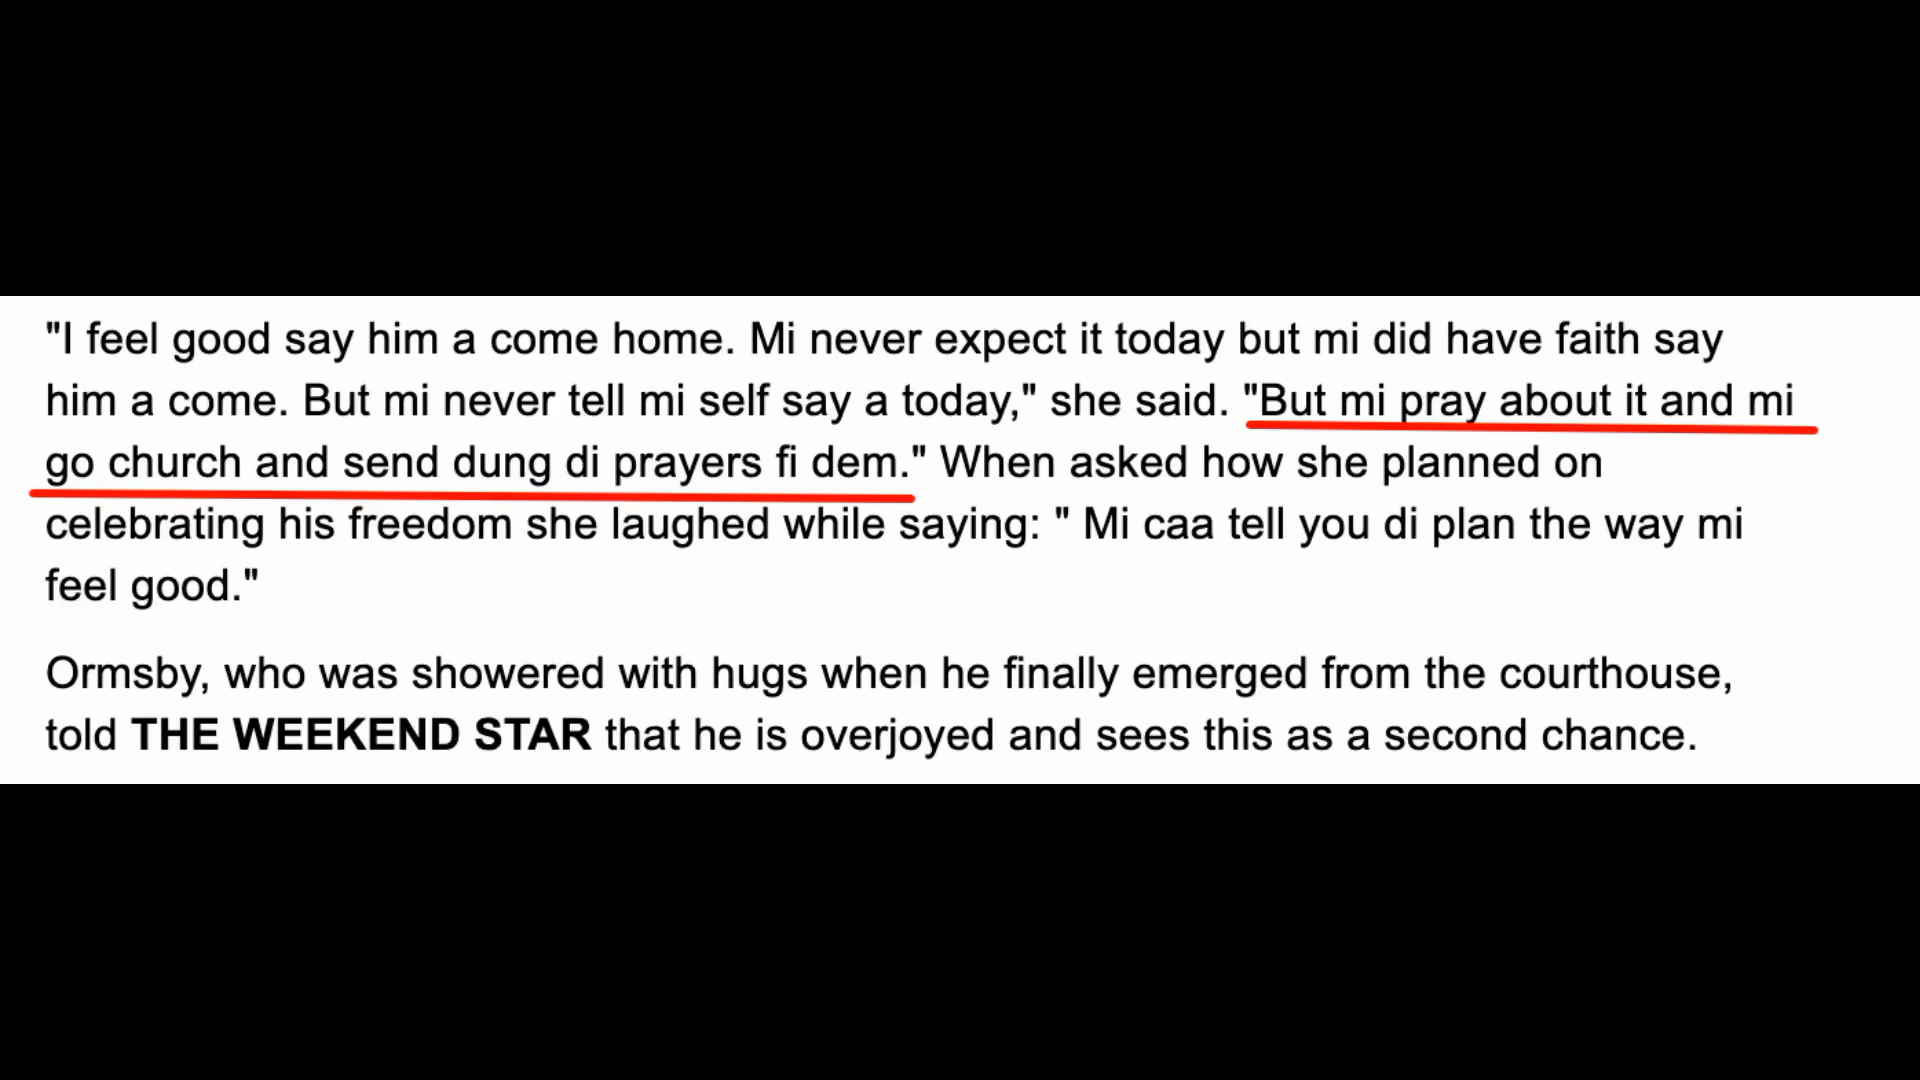 "I feel good say him a come home. Mi never expect it today but mi did have faith say
him a come. But mi never tell mi self say a today," she said. "But mi pray about it and mi
go church and send dung di prayers fi dem." When asked how she planned on
celebrating his freedom she laughed while saying: " Mi caa tell you di plan the way mi
feel good."
Ormsby, who was showered with hugs when he finally emerged from the courthouse,
told THE WEEKEND STAR that he is overjoyed and sees this as a second chance.